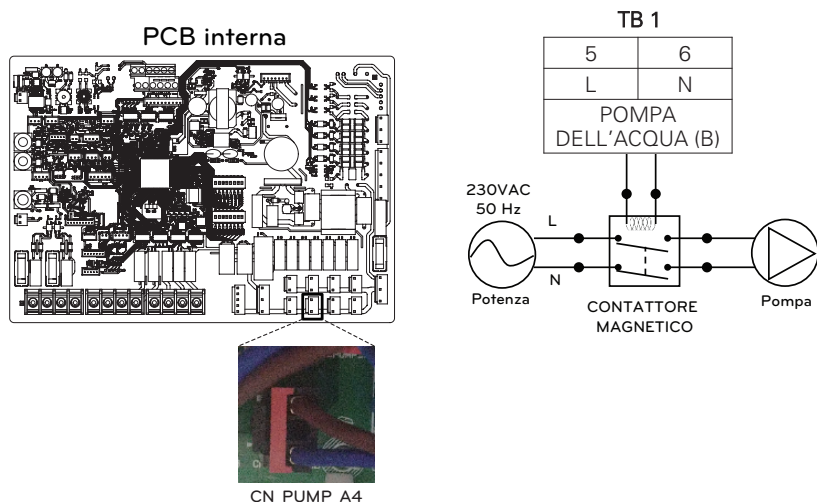 PCB interna
TB 1
5 6
L N
POMPA
DELL'ACQUA (B)
230VAC
50 Hz
L
N
Potenza
CONTATTORE
MAGNETICO
Pompa
CN PUMP A4